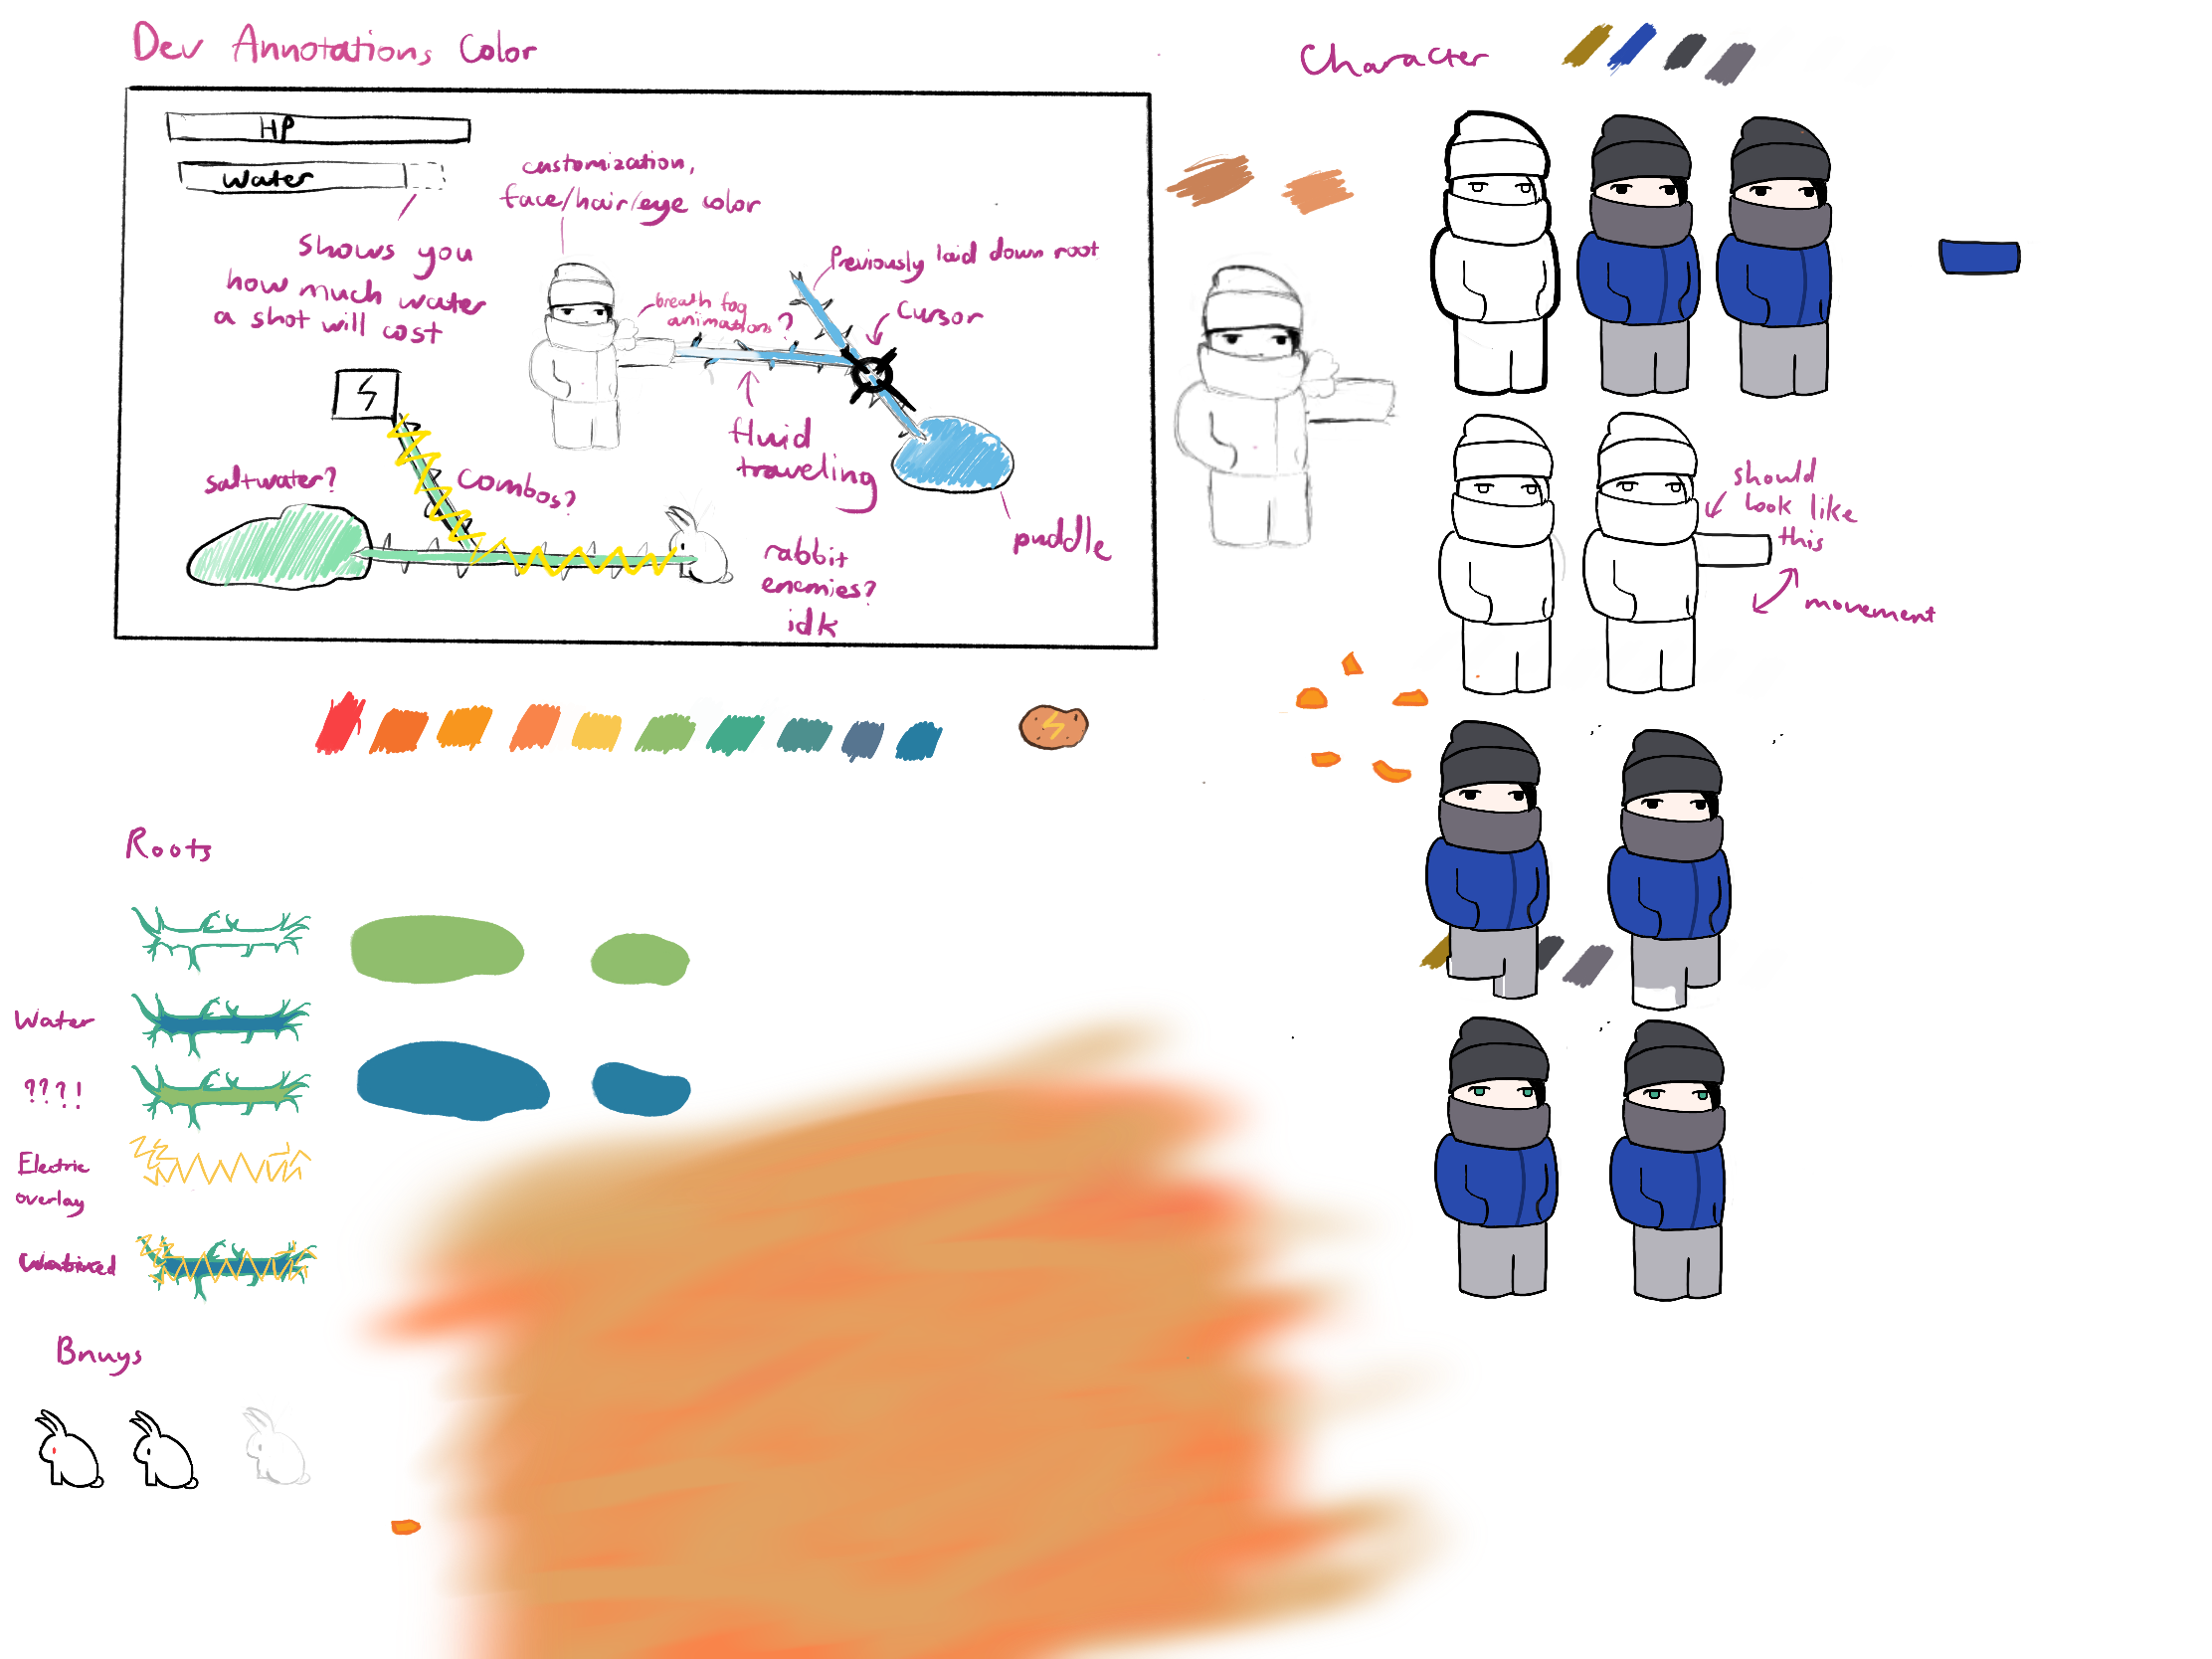 Dev Annotations Color
HP
Water
Shows you
how much water
a shot will cost
customization,
face/hair/eye color
breath fog
animations?
Previously laid down root
Cursor
fluid
traveling
puddle
saltwater?
Combos?
rabbit
enemies?
idk
Character
should
look like
this
movement
Roots
Water
???!
Electric
overlay
Bnuys